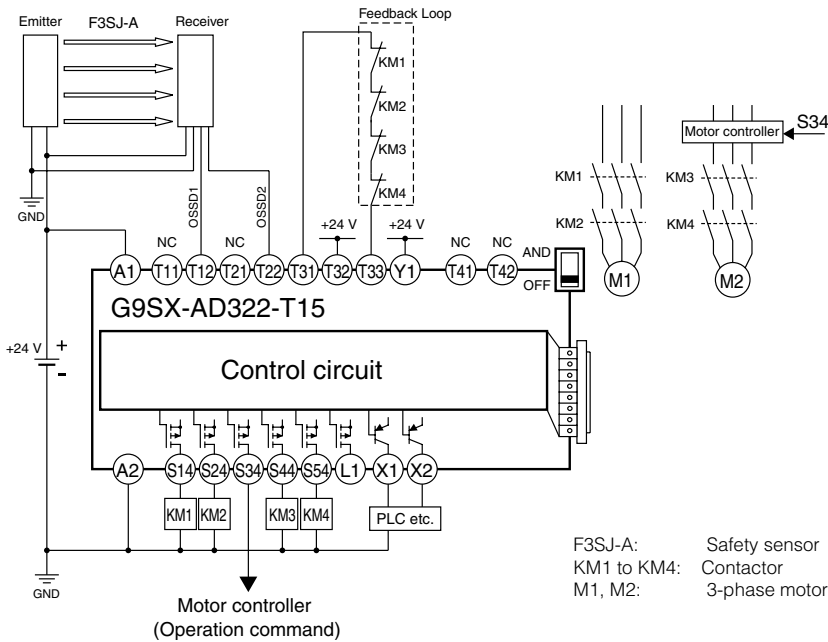 Feedback Loop
Emitter
F3SJ-A
Receiver
KM1
KM2
KM3
KM4
S34
Motor controller
KM1
KM3
KM2
KM4
M1
M2
OSSD1
OSSD2
GND
+24 V
+24 V
NC
NC
NC
NC
AND
OFF
A1
T11
T12
T21
T22
T31
T32
T33
Y1
T41
T42
G9SX-AD322-T15
+24 V
+
-
Control circuit
A2
S14
S24
S34
S44
S54
L1
X1
X2
KM1
KM2
KM3
KM4
PLC etc.
GND
Motor controller
(Operation command)
F3SJ-A: Safety sensor
KM1 to KM4: Contactor
M1, M2: 3-phase motor